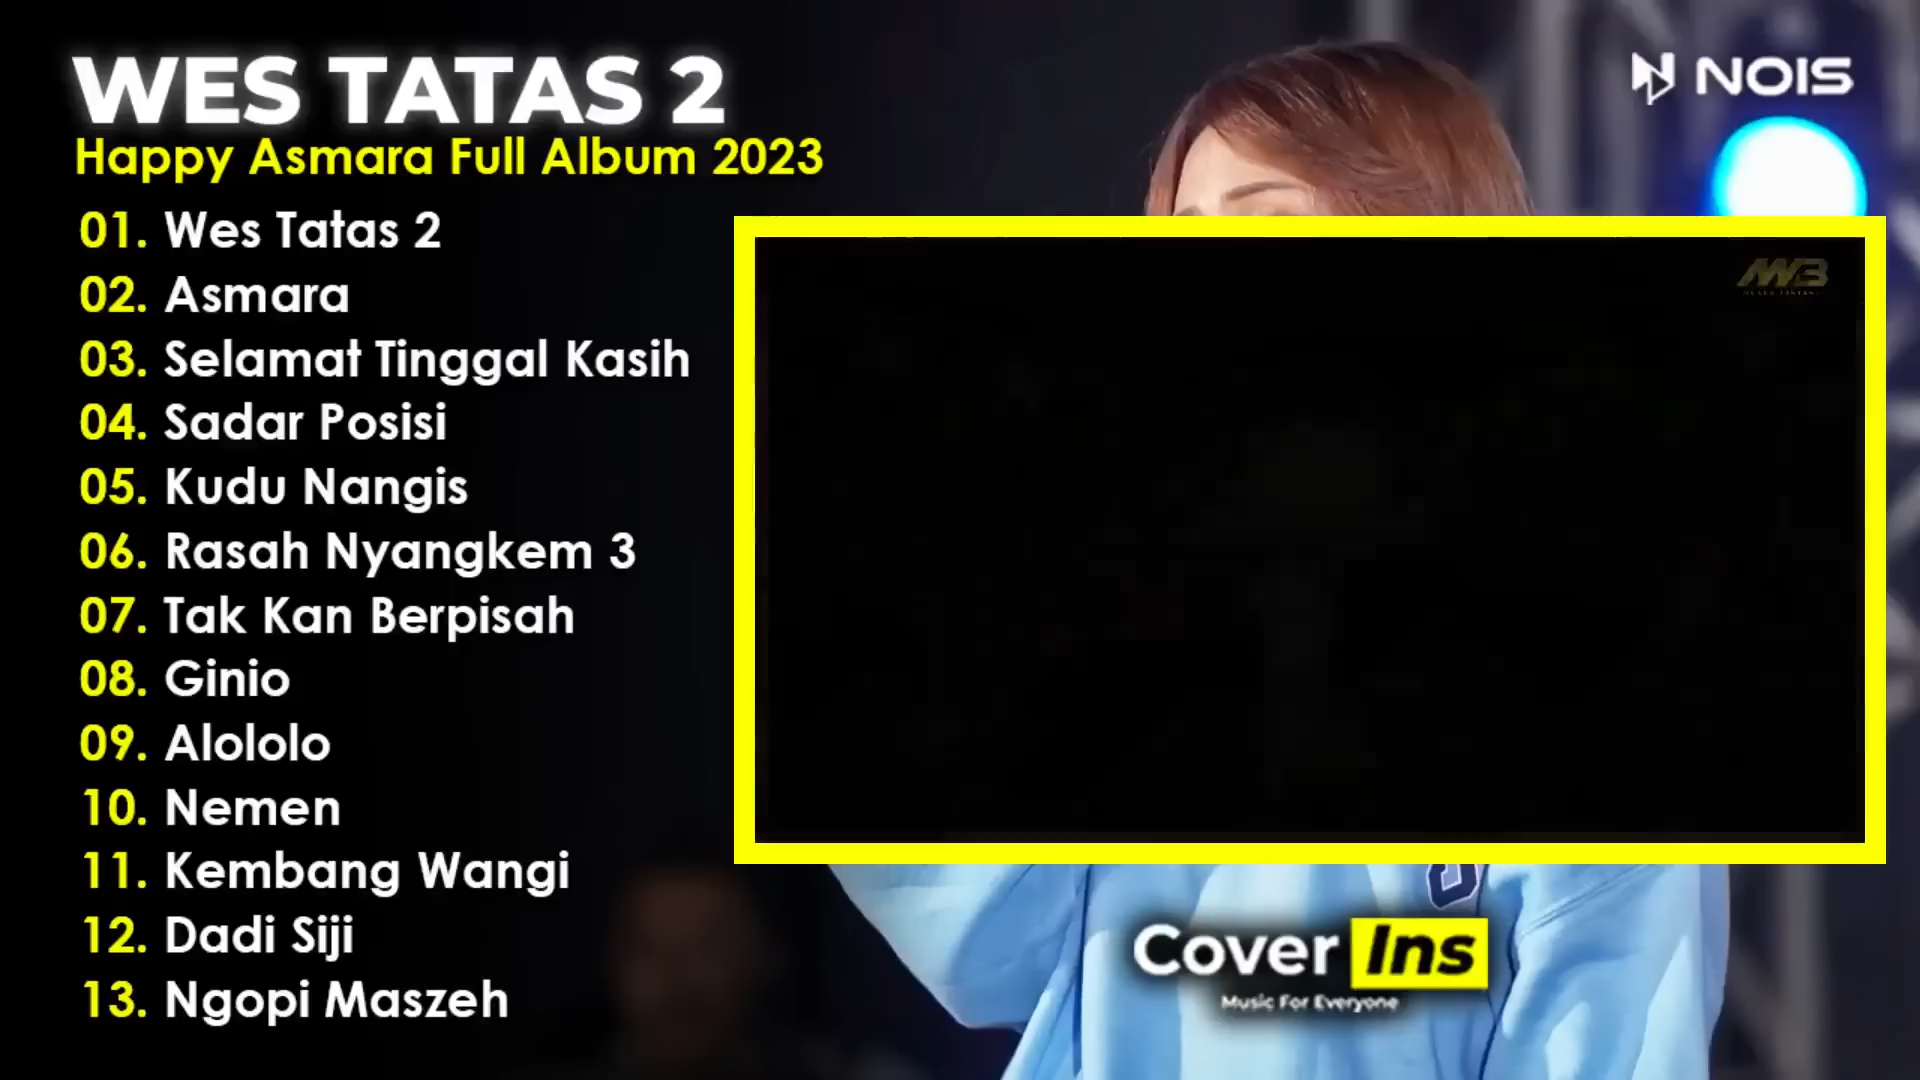 WES TATAS 2
NOIS
Happy Asmara Full Album 2023
01. Wes Tatas 2
02. Asmara
03. Selamat Tinggal Kasih
04. Sadar Posisi
05. Kudu Nangis
06. Rasah Nyangkem 3
07. Tak Kan Berpisah
08. Ginio
09. Alololo
10. Nemen
11. Kembang Wangi
12. Dadi Siji
13. Ngopi Maszeh
Cover Ins
Music For Everyone